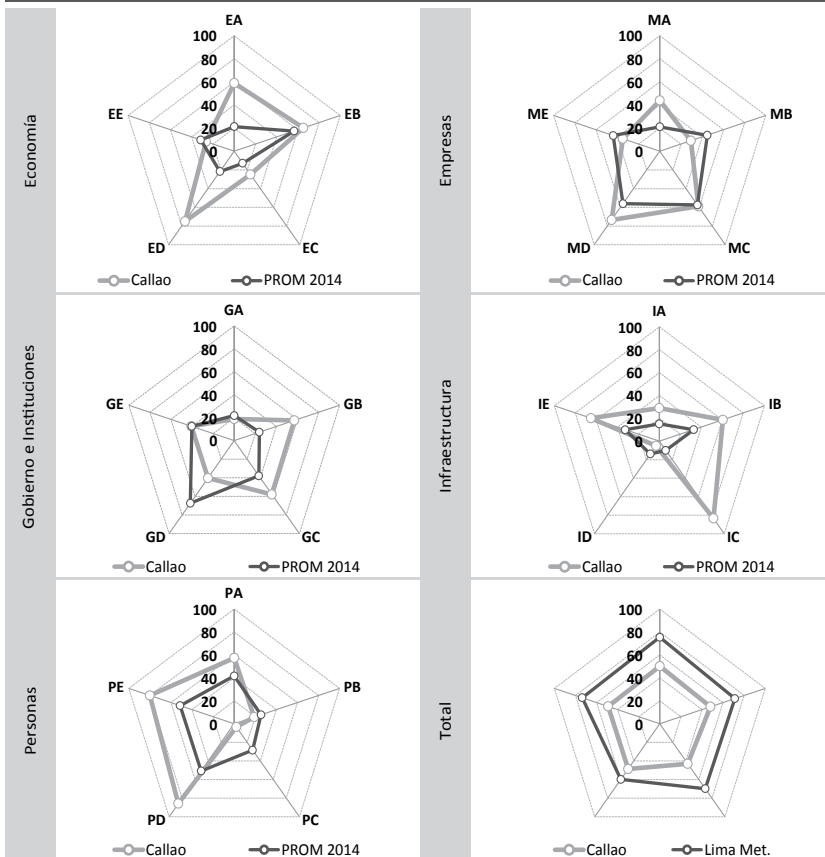 Economía
EA
100
80
60
40
20
0
EE
EB
ED
EC
Callao
PROM 2014
Empresas
MA
100
80
60
40
20
0
ME
MB
MD
MC
Callao
PROM 2014
Gobierno e Instituciones
GA
100
80
60
40
20
0
GE
GB
GD
GC
Callao
PROM 2014
Infraestructura
IA
100
80
60
40
20
0
IE
IB
ID
IC
Callao
PROM 2014
Personas
PA
100
80
60
40
20
0
PE
PB
PD
PC
Callao
PROM 2014
Total
100
80
60
40
20
0
Callao
Lima Met.